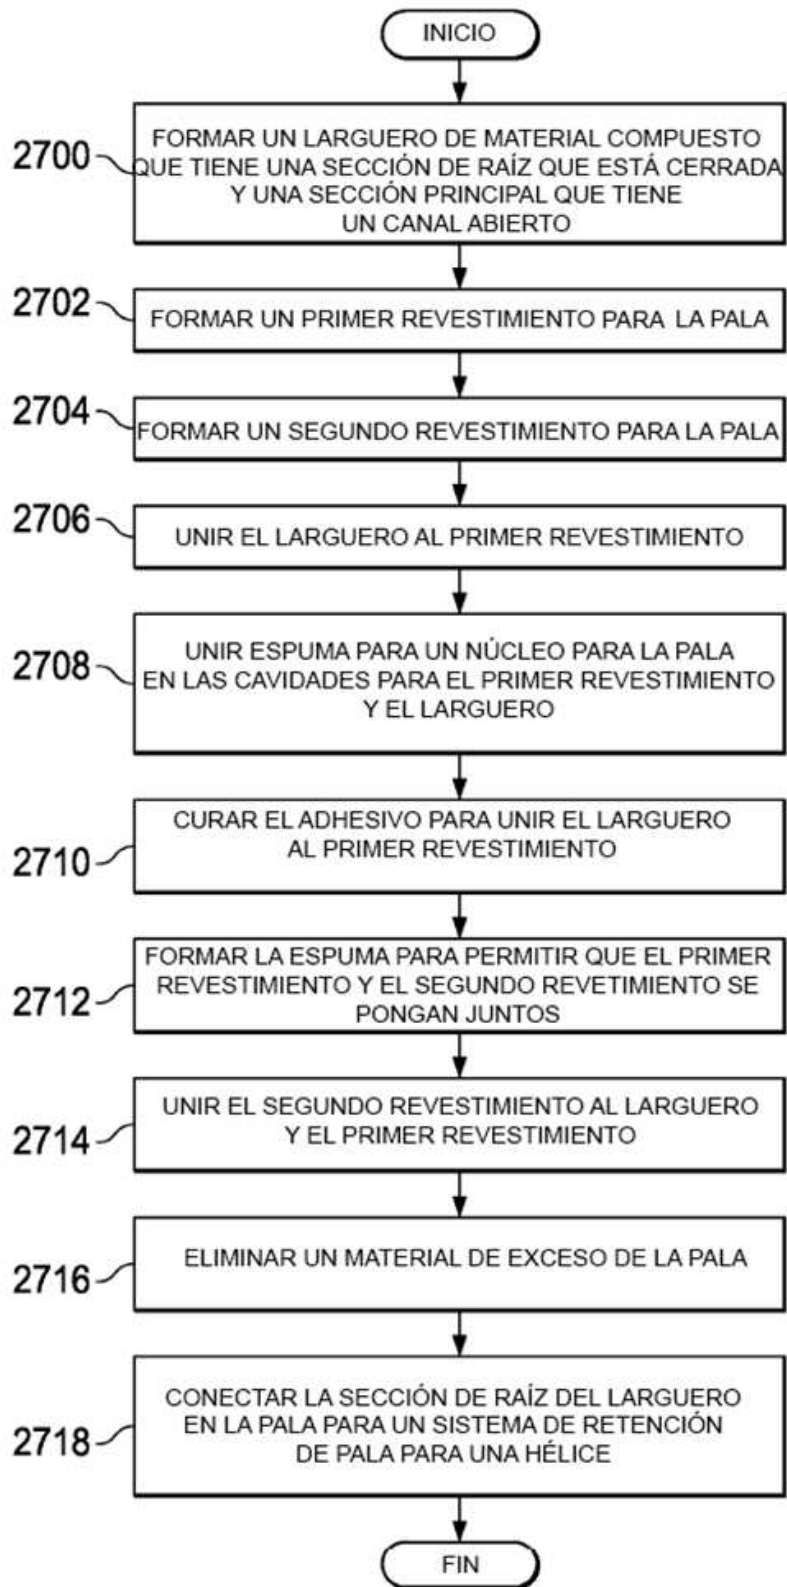 INICIO
2700
FORMAR UN LARGUERO DE MATERIAL COMPUESTO
QUE TIENE UNA SECCIÓN DE RAÍZ QUE ESTÁ CERRADA
Y UNA SECCIÓN PRINCIPAL QUE TIENE
UN CANAL ABIERTO
2702
FORMAR UN PRIMER REVESTIMIENTO PARA LA PALA
2704
FORMAR UN SEGUNDO REVESTIMIENTO PARA LA PALA
2706
UNIR EL LARGUERO AL PRIMER REVESTIMIENTO
2708
UNIR ESPUMA PARA UN NÚCLEO PARA LA PALA
EN LAS CAVIDADES PARA EL PRIMER REVESTIMIENTO
Y EL LARGUERO
2710
CURAR EL ADHESIVO PARA UNIR EL LARGUERO
AL PRIMER REVESTIMIENTO
2712
FORMAR LA ESPUMA PARA PERMITIR QUE EL PRIMER
REVESTIMIENTO Y EL SEGUNDO REVETIMIENTO SE
PONGAN JUNTOS
2714
UNIR EL SEGUNDO REVESTIMIENTO AL LARGUERO
Y EL PRIMER REVESTIMIENTO
2716
ELIMINAR UN MATERIAL DE EXCESO DE LA PALA
2718
CONECTAR LA SECCIÓN DE RAÍZ DEL LARGUERO
EN LA PALA PARA UN SISTEMA DE RETENCIÓN
DE PALA PARA UNA HÉLICE
FIN